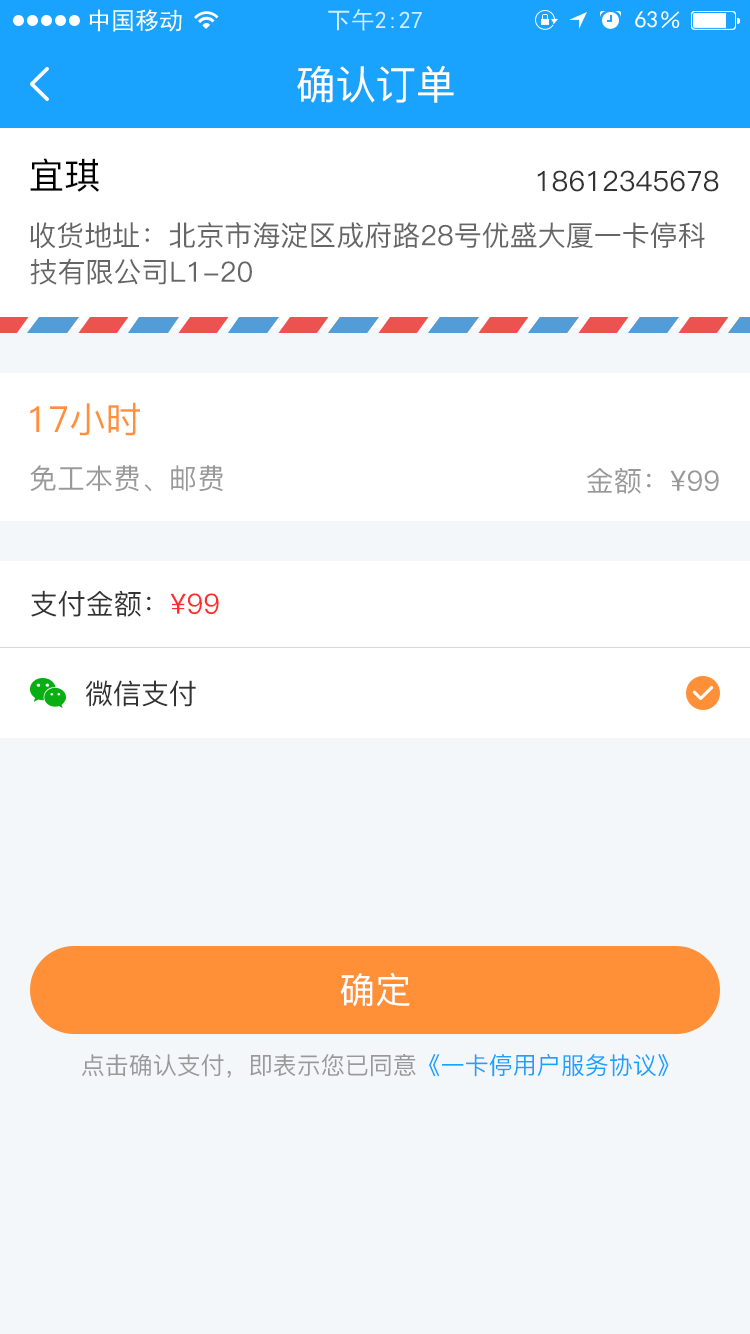 中国移动 下午2:27 63%
确认订单
宜琪 18612345678
收货地址：北京市海淀区成府路28号优盛大厦一卡停科
技有限公司L1-20
17小时
免工本费、邮费 金额：¥99
支付金额：¥99
微信支付
确定
点击确认支付，即表示您已同意《一卡停用户服务协议》